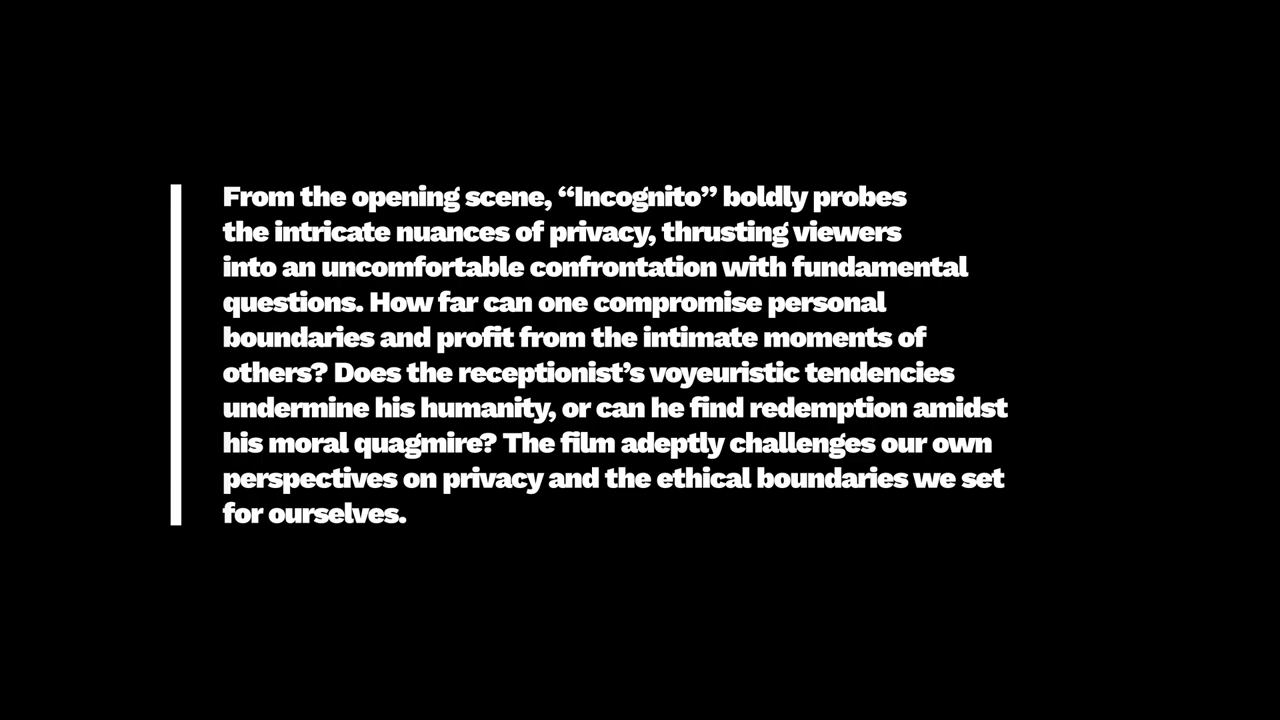 From the opening scene, “Incognito” boldly probes
the intricate nuances of privacy, thrusting viewers
into an uncomfortable confrontation with fundamental
questions. How far can one compromise personal
boundaries and profit from the intimate moments of
others? Does the receptionist’s voyeuristic tendencies
undermine his humanity, or can he find redemption amidst
his moral quagmire? The film adeptly challenges our own
perspectives on privacy and the ethical boundaries we set
for ourselves.